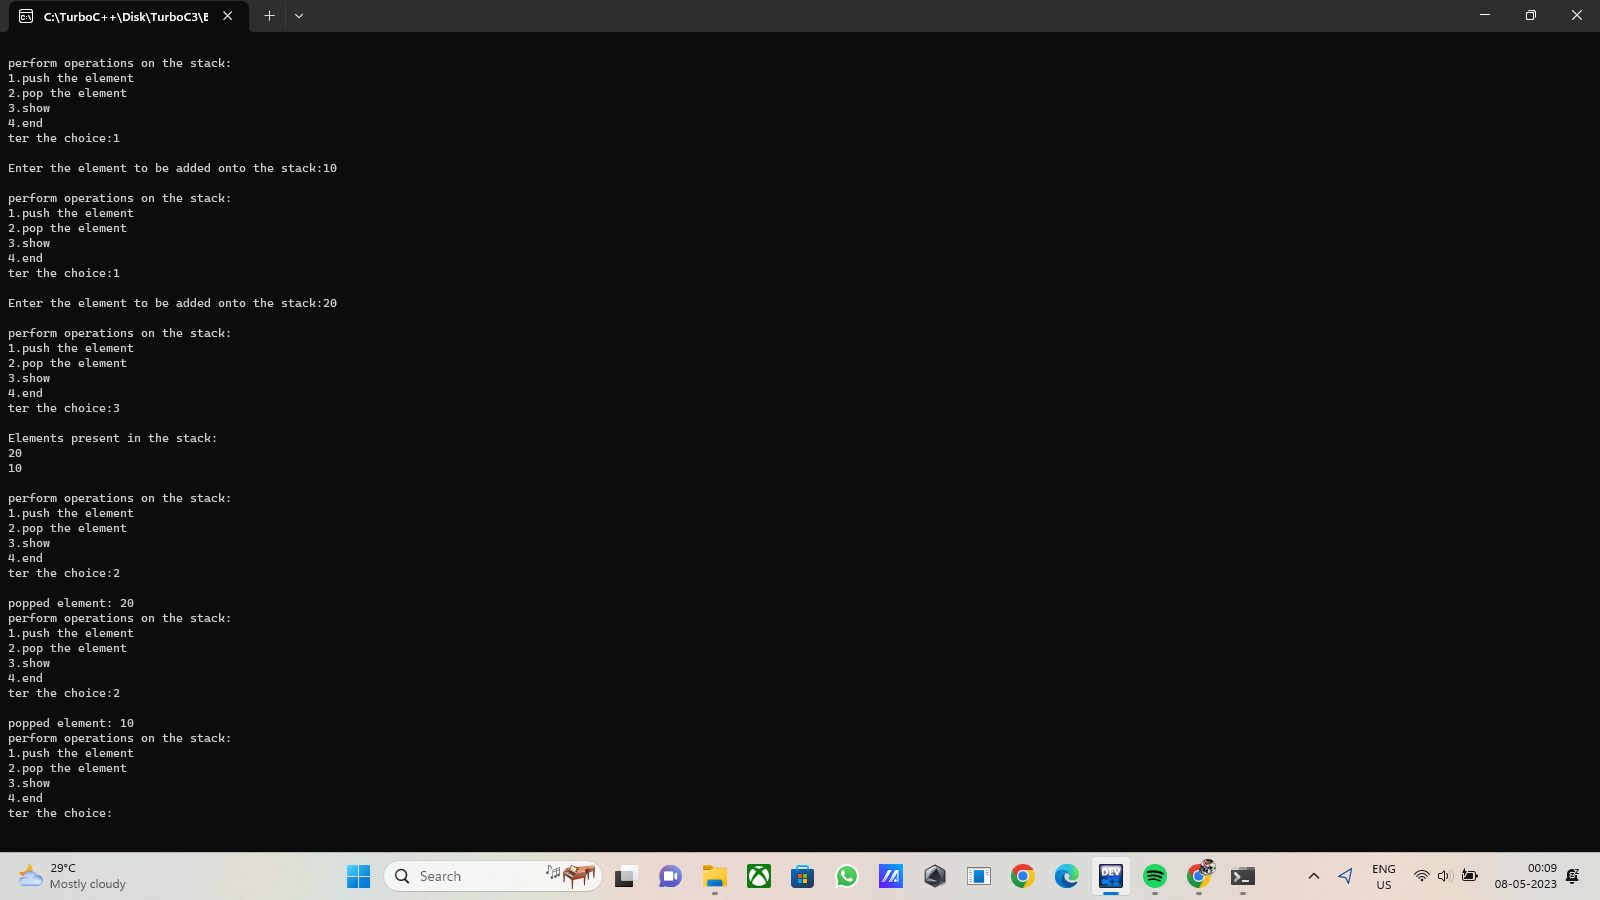 C:\TurboC++\Disk\TurboC3\E
perform operations on the stack:
1.push the element
2.pop the element
3.show
4.end
ter the choice:1
Enter the element to be added onto the stack:10
perform operations on the stack:
1.push the element
2.pop the element
3.show
4.end
ter the choice:1
Enter the element to be added onto the stack:20
perform operations on the stack:
1.push the element
2.pop the element
3.show
4.end
ter the choice:3
Elements present in the stack:
20
10
perform operations on the stack:
1.push the element
2.pop the element
3.show
4.end
ter the choice:2
popped element: 20
perform operations on the stack:
1.push the element
2.pop the element
3.show
4.end
ter the choice:2
popped element: 10
perform operations on the stack:
1.push the element
2.pop the element
3.show
4.end
ter the choice:
29°C
Mostly cloudy
Search
DEV
ENG
US
00:09
08-05-2023